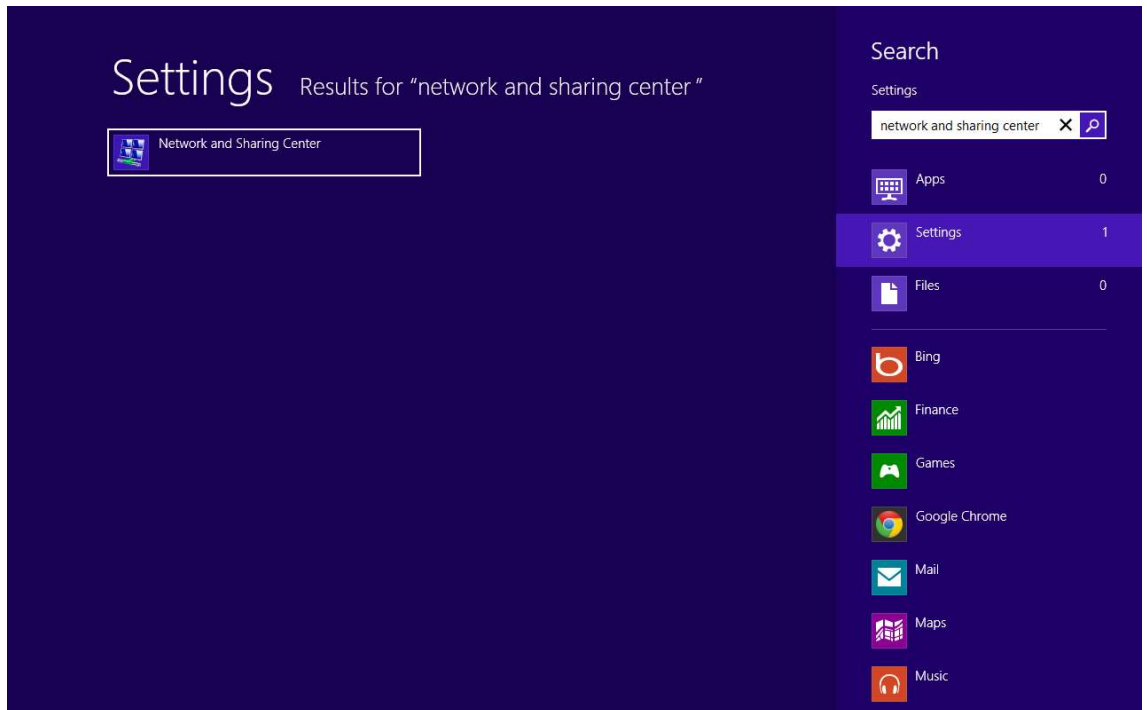 Settings Results for “network and sharing center ”
Network and Sharing Center
Search
Settings
network and sharing center
Apps 0
Settings 1
Files 0
Bing
Finance
Games
Google Chrome
Mail
Maps
Music